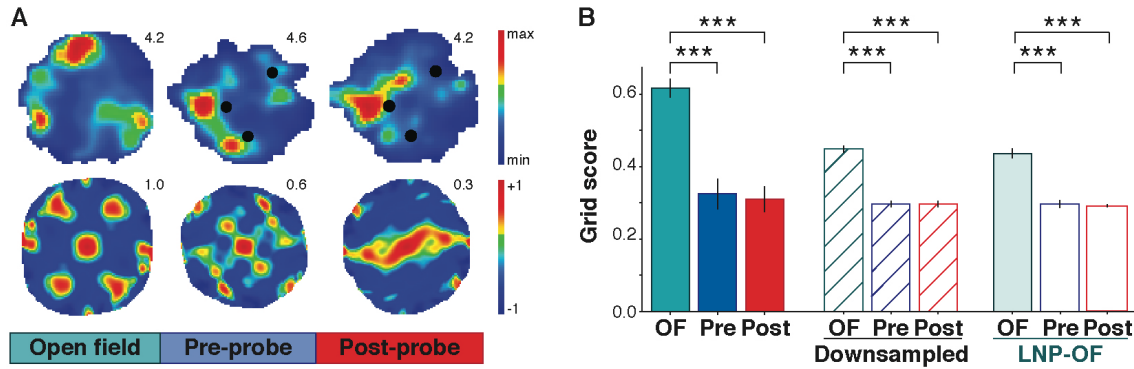 A
4.2
4.6
4.2
max
min
1.0
0.6
0.3
+1
-1
Open field
Pre-probe
Post-probe
B
***
***
***
***
***
***
Grid score
0.6
0.4
0.2
0.0
OF Pre Post
OF Pre Post
OF Pre Post
Downsampled
LNP-OF